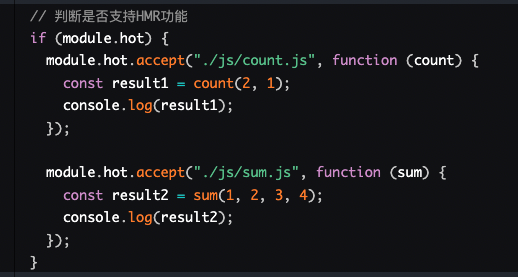 // 判断是否支持HMR功能
if (module.hot) {
  module.hot.accept("./js/count.js", function (count) {
    const result1 = count(2, 1);
    console.log(result1);
  });

  module.hot.accept("./js/sum.js", function (sum) {
    const result2 = sum(1, 2, 3, 4);
    console.log(result2);
  });
}